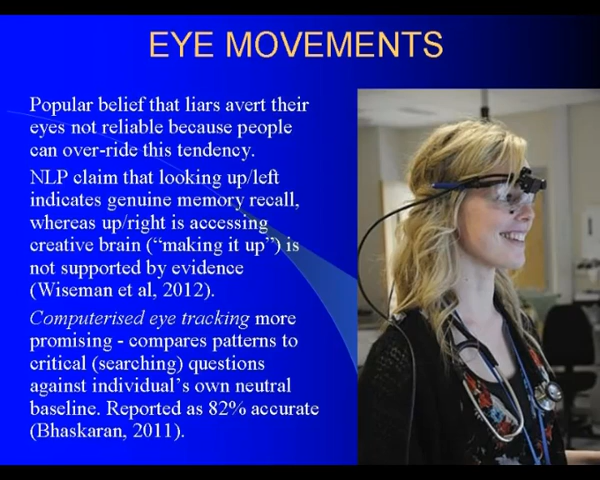 EYE MOVEMENTS
Popular belief that liars avert their
eyes not reliable because people
can over-ride this tendency.
NLP claim that looking up/left
indicates genuine memory recall,
whereas up/right is accessing
creative brain (“making it up”) is
not supported by evidence
(Wiseman et al, 2012).
Computerised eye tracking more
promising - compares patterns to
critical (searching) questions
against individual’s own neutral
baseline. Reported as 82% accurate
(Bhaskaran, 2011).